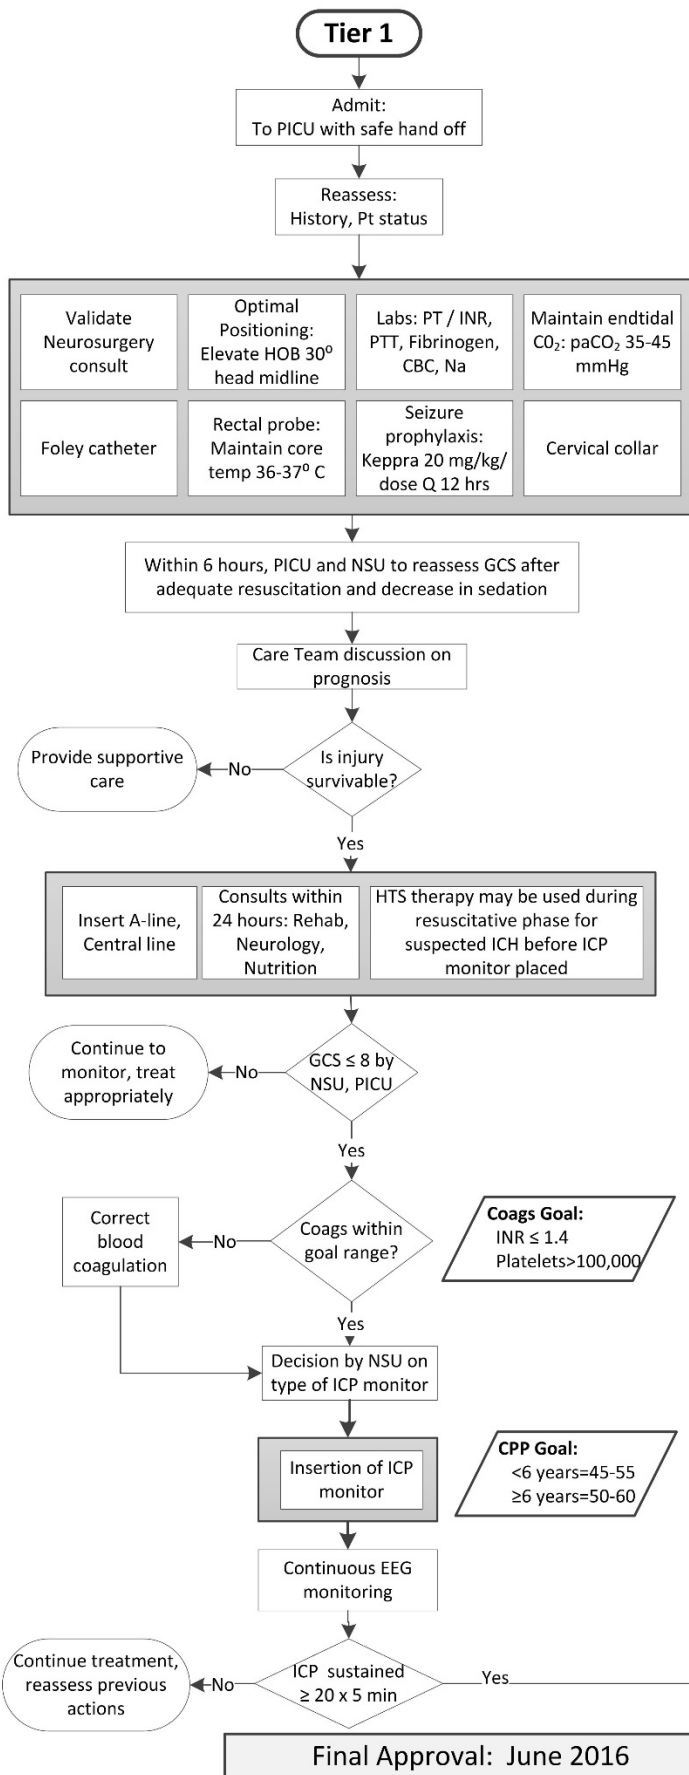 Tier 1
Admit:
To PICU with safe hand off
Reassess:
History, Pt status
Validate
Neurosurgery
consult
Optimal
Positioning:
Elevate HOB 30⁰
head midline
Labs: PT / INR,
PTT, Fibrinogen,
CBC, Na
Maintain endtidal
C0₂: paCO₂ 35-45
mmHg
Foley catheter
Rectal probe:
Maintain core
temp 36-37⁰ C
Seizure
prophylaxis:
Keppra 20 mg/kg/
dose Q 12 hrs
Cervical collar
Within 6 hours, PICU and NSU to reassess GCS after
adequate resuscitation and decrease in sedation
Care Team discussion on
prognosis
Is injury
survivable?
No
Provide supportive
care
Yes
Insert A-line,
Central line
Consults within
24 hours: Rehab,
Neurology,
Nutrition
HTS therapy may be used during
resuscitative phase for
suspected ICH before ICP
monitor placed
GCS ≤ 8 by
NSU, PICU
No
Continue to
monitor, treat
appropriately
Yes
Coags within
goal range?
No
Correct
blood
coagulation
Coags Goal:
INR ≤ 1.4
Platelets>100,000
Yes
Decision by NSU on
type of ICP monitor
Insertion of ICP
monitor
CPP Goal:
<6 years=45-55
≥6 years=50-60
Continuous EEG
monitoring
ICP sustained
≥ 20 x 5 min
No
Continue treatment,
reassess previous
actions
Yes
Final Approval: June 2016